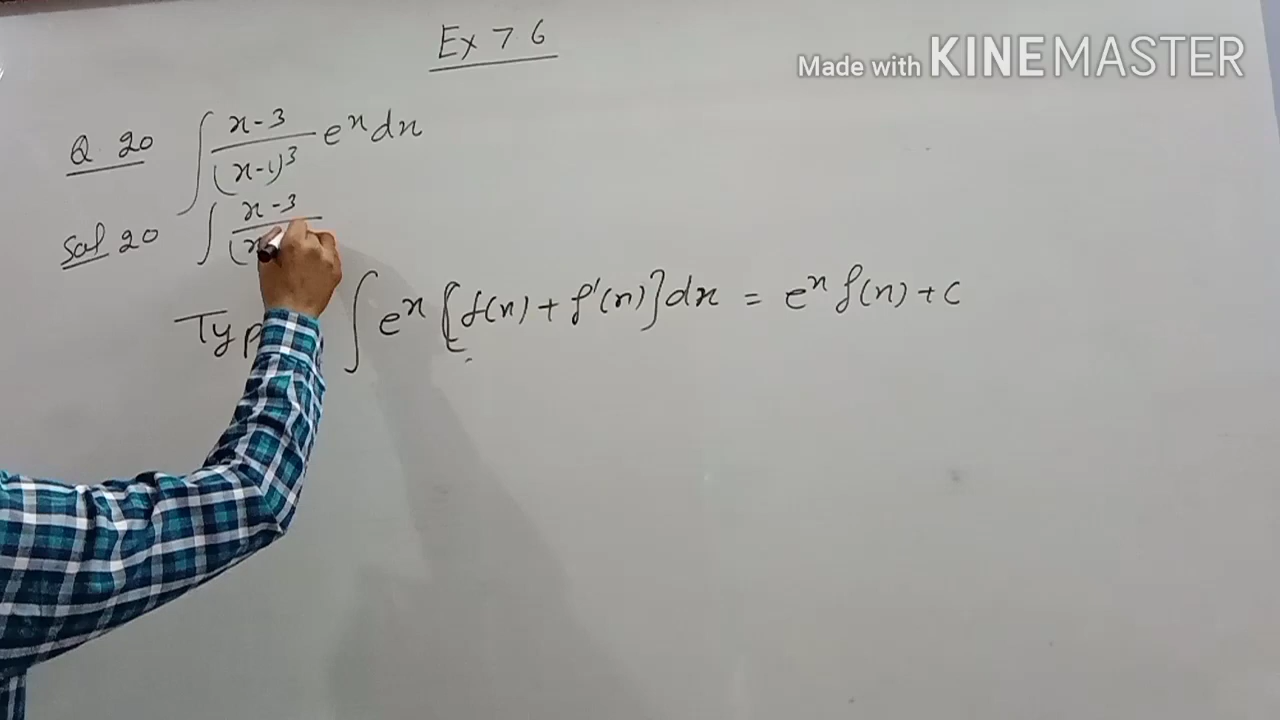 Ex 7 6
Made with KINEMASTER
Q. 20 ∫ x-3/(x-1)³ eˣ dx
Sol 20 ∫ x-3/(x
∫ eˣ [f(x) + f'(x)] dx = eˣ f(x) + c